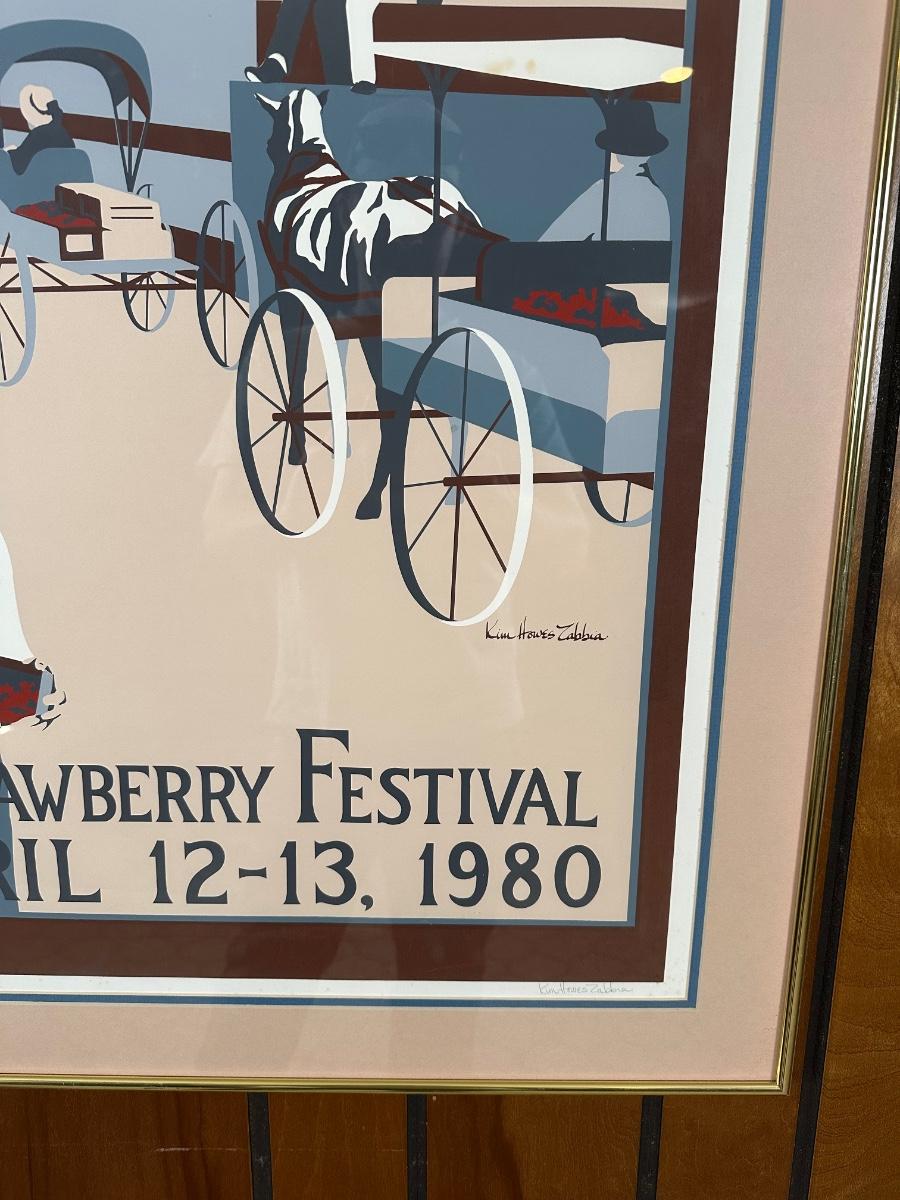 Kim Howes Zabbia
AWBERRY FESTIVAL
RIL 12-13, 1980
Kim Howes Zabbia